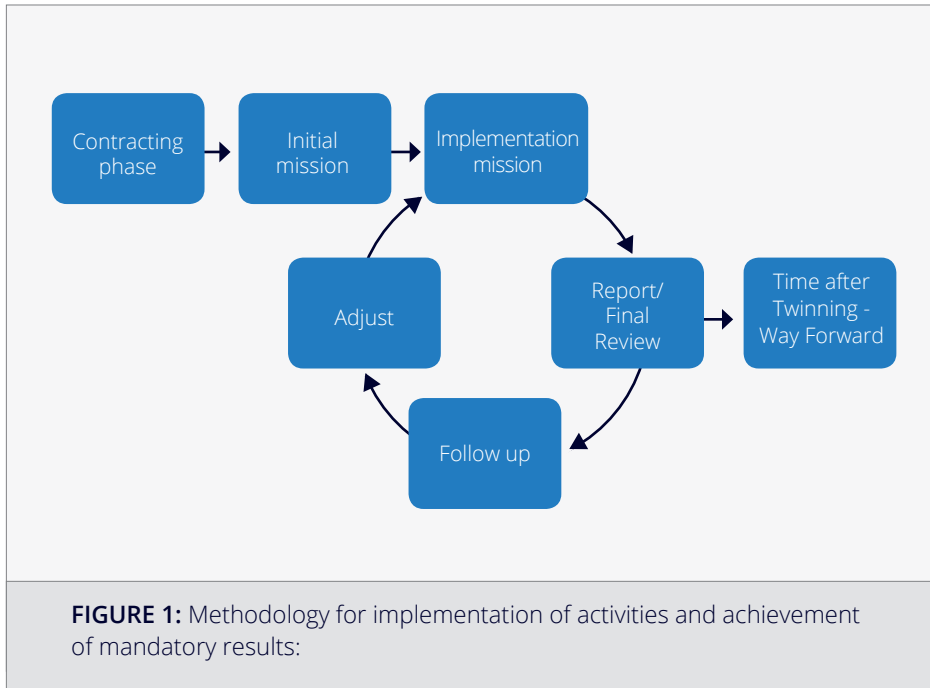 Contracting
phase
Initial
mission
Implementation
mission
Adjust
Report/
Final
Review
Time after
Twinning -
Way Forward
Follow up
FIGURE 1: Methodology for implementation of activities and achievement
of mandatory results: